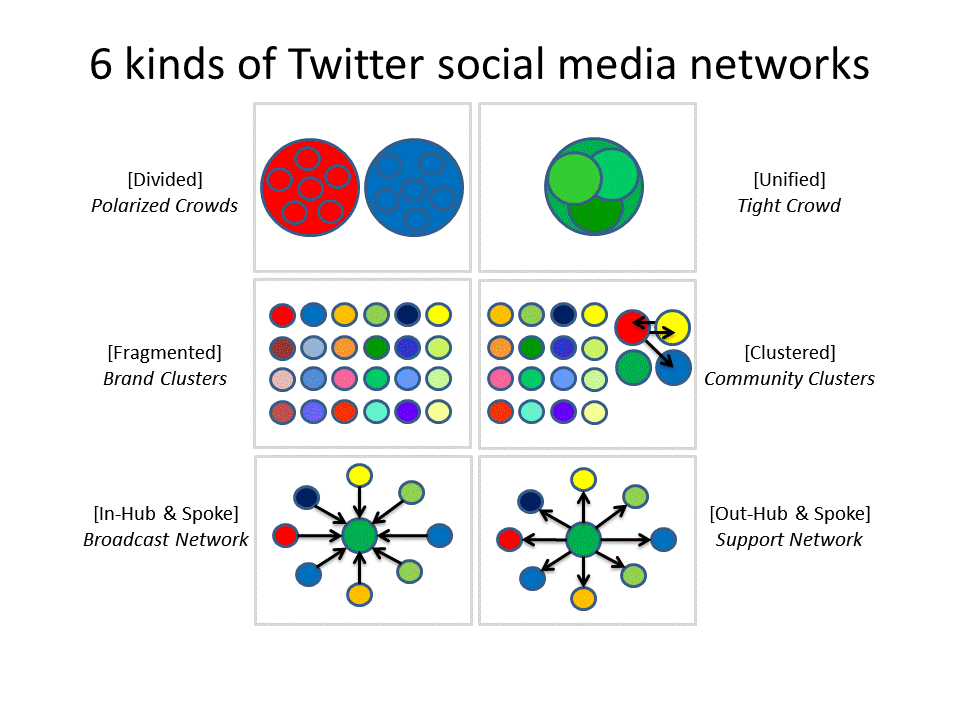 6 kinds of Twitter social media networks
[Divided]
Polarized Crowds
[Unified]
Tight Crowd
[Fragmented]
Brand Clusters
[Clustered]
Community Clusters
[In-Hub & Spoke]
Broadcast Network
[Out-Hub & Spoke]
Support Network